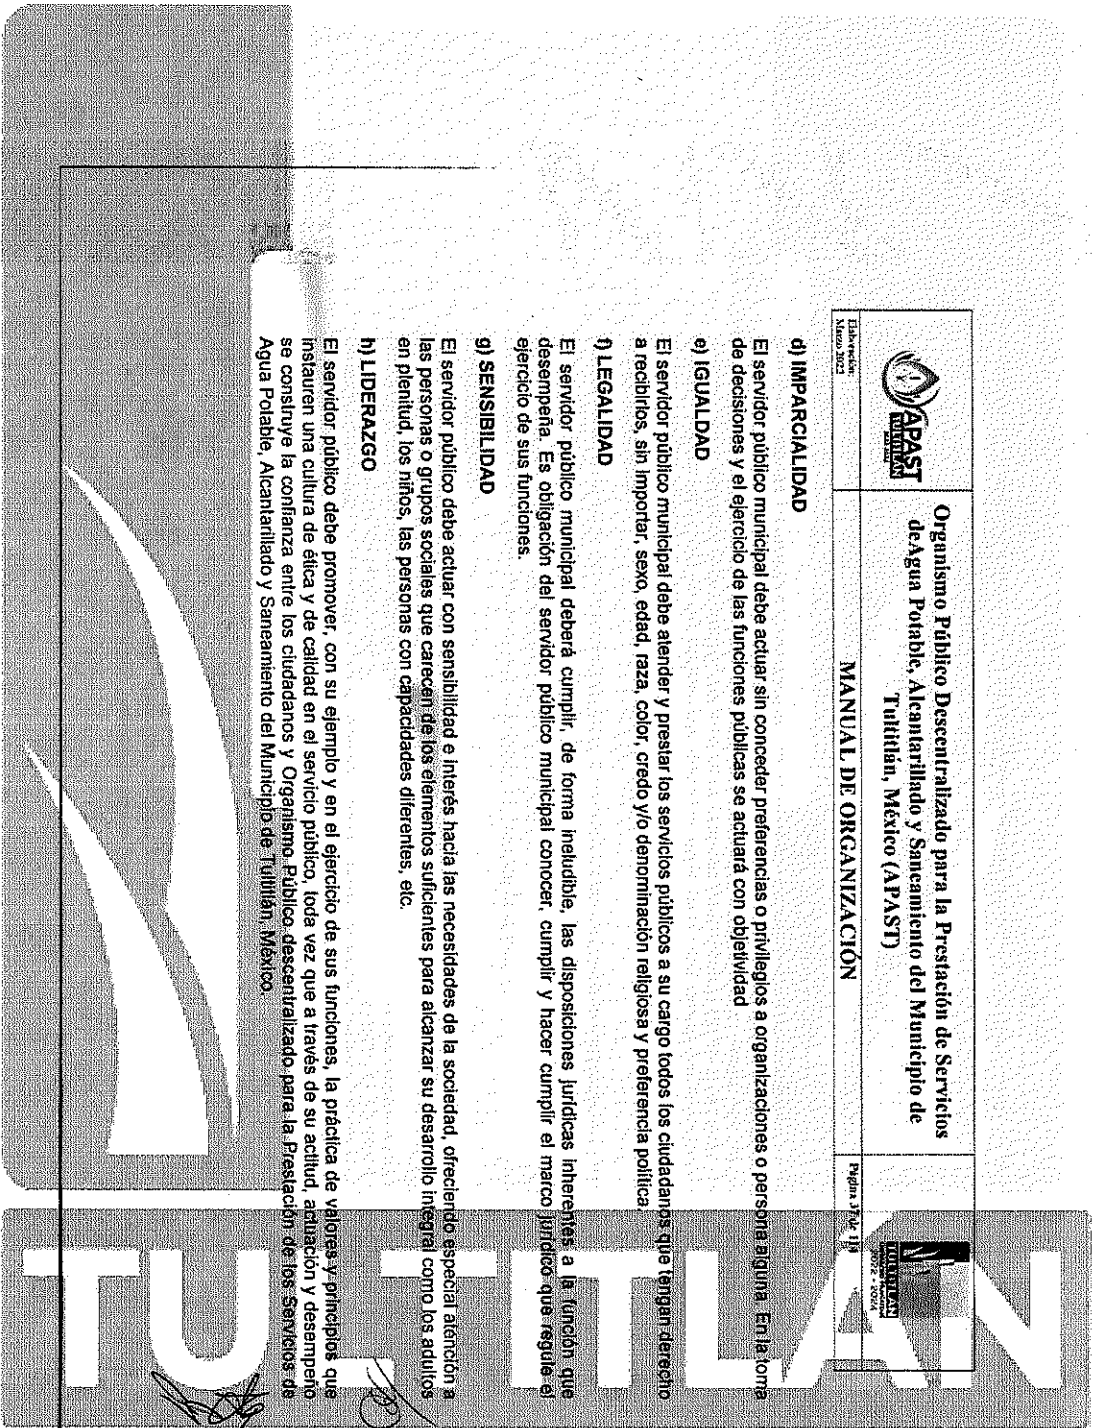 APAST
TULTITLÁN
Organismo Público Descentralizado para la Prestación de Servicios
deAgua Potable, Alcantarillado y Saneamiento del Municipio de
Tultitlán, México (APAST)
TULTITLÁN
2022 - 2024
Elaboración:
Marzo 2022
MANUAL DE ORGANIZACIÓN
Página 37 de
d) IMPARCIALIDAD
El servidor público municipal debe actuar sin conceder preferencias o privilegios a organizaciones o persona alguna. En la toma
de decisiones y el ejercicio de las funciones públicas se actuará con objetividad
e) IGUALDAD
El servidor público municipal debe atender y prestar los servicios públicos a su cargo todos los ciudadanos que tengan derecho
a recibirlos, sin importar, sexo, edad, raza, color, credo y/o denominación religiosa y preferencia política.
f) LEGALIDAD
El servidor público municipal deberá cumplir, de forma ineludible, las disposiciones jurídicas inherentes a la función que
desempeña. Es obligación del servidor público municipal conocer, cumplir y hacer cumplir el marco jurídico que regule el
ejercicio de sus funciones.
g) SENSIBILIDAD
El servidor público debe actuar con sensibilidad e interés hacia las necesidades de la sociedad, ofreciendo especial atención a
las personas o grupos sociales que carecen de los elementos suficientes para alcanzar su desarrollo integral como los adultos
en plenitud, los niños, las personas con capacidades diferentes, etc.
h) LIDERAZGO
El servidor público debe promover, con su ejemplo y en el ejercicio de sus funciones, la práctica de valores y principios que
instauren una cultura de ética y de calidad en el servicio público, toda vez que a través de su actitud, actuación y desempeño
se construye la confianza entre los ciudadanos y Organismo Público descentralizado para la Prestación de los Servicios de
Agua Potable, Alcantarillado y Saneamiento del Municipio de Tultitlán, México.
TULTITLÁN